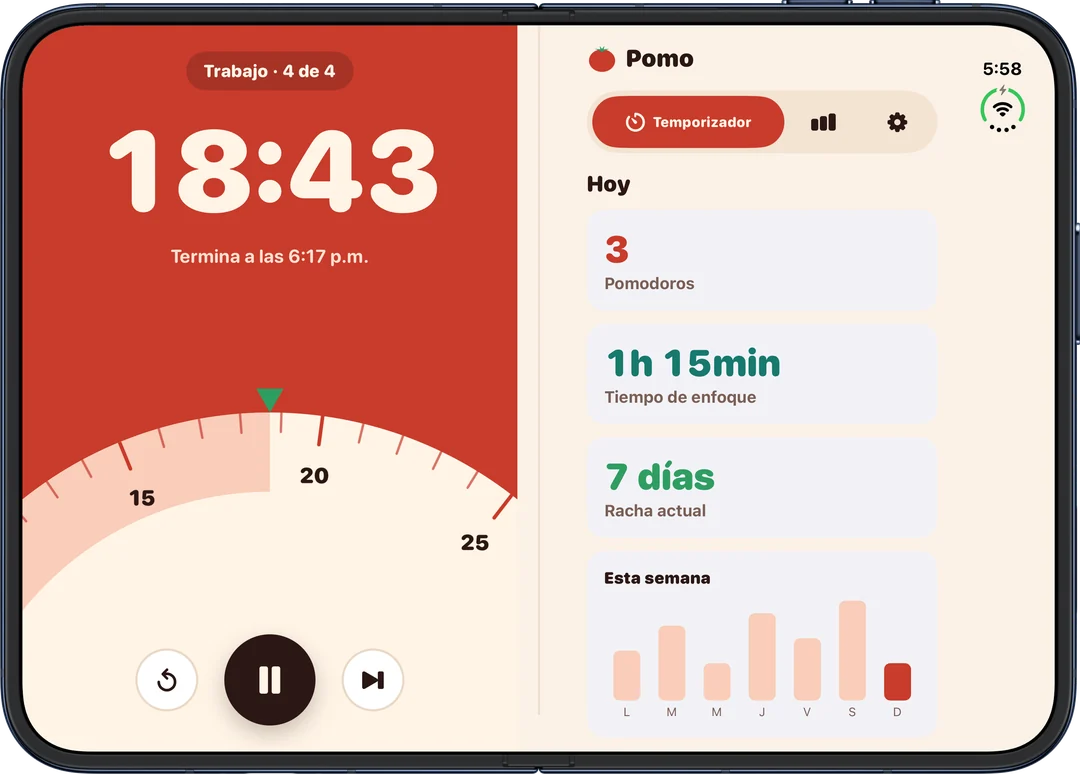 Trabajo · 4 de 4
18:43
Termina a las 6:17 p.m.
15
20
25
Pomo
5:58
Temporizador
Hoy
3
Pomodoros
1h 15min
Tiempo de enfoque
7 días
Racha actual
Esta semana
L M M J V S D